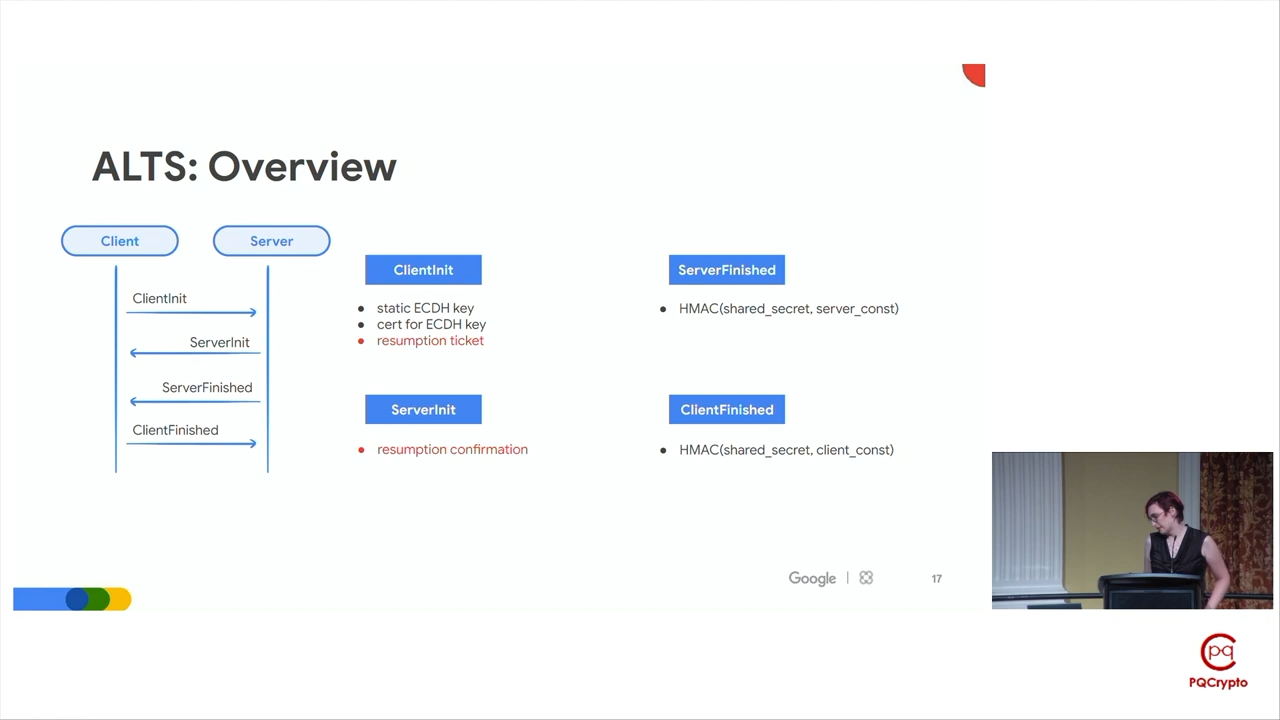 ALTS: Overview
Client
Server
ClientInit
ServerInit
ServerFinished
ClientFinished
ClientInit
static ECDH key
cert for ECDH key
resumption ticket
ServerInit
resumption confirmation
ServerFinished
HMAC(shared_secret, server_const)
ClientFinished
HMAC(shared_secret, client_const)
Google
17
pq
PQCrypto